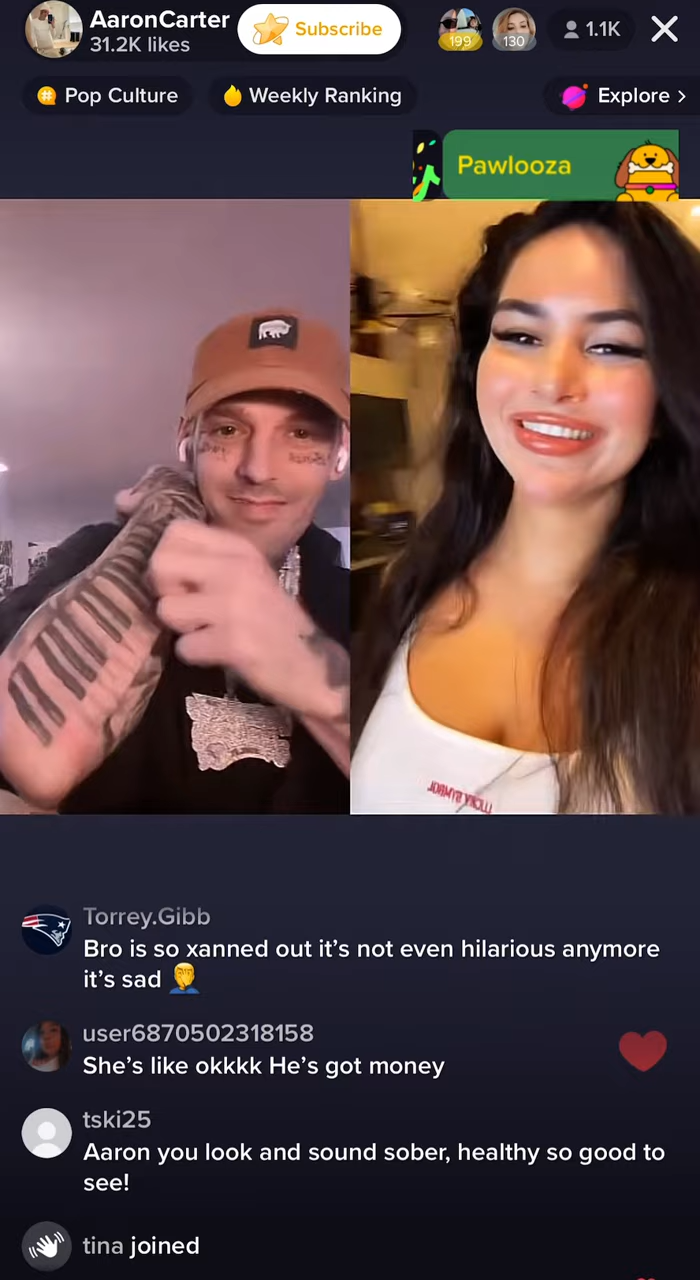 AaronCarter
31.2K likes
Subscribe
199
130
1.1K
Pop Culture
Weekly Ranking
Explore >
Pawlooza
Torrey.Gibb
Bro is so xanned out it’s not even hilarious anymore
it’s sad 🤦‍♂️
user6870502318158
She’s like okkkk He’s got money
tski25
Aaron you look and sound sober, healthy so good to
see!
tina joined